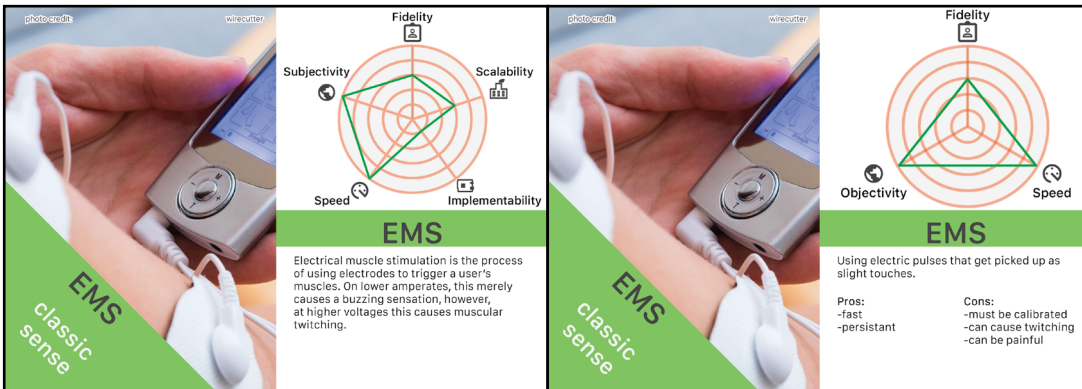 photo credit:
wirecutter
EMS
classic
sense
Fidelity
Subjectivity
Scalability
Speed
Implementability
EMS
Electrical muscle stimulation is the process
of using electrodes to trigger a user's
muscles. On lower amperates, this merely
causes a buzzing sensation, however,
at higher voltages this causes muscular
twitching.
photo credit:
wirecutter
EMS
classic
sense
Fidelity
Objectivity
Speed
EMS
Using electric pulses that get picked up as
slight touches.
Pros:
-fast
-persistant
Cons:
-must be calibrated
-can cause twitching
-can be painful